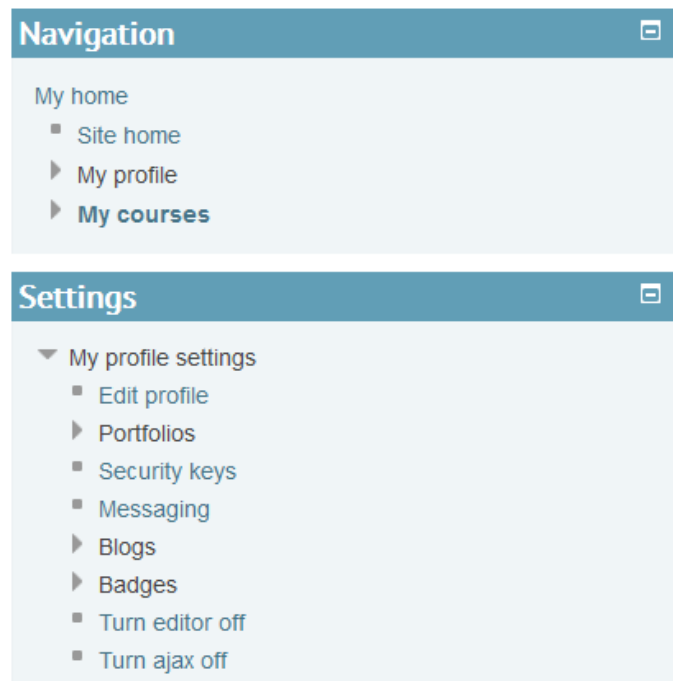 Navigation
My home
Site home
My profile
My courses
Settings
My profile settings
Edit profile
Portfolios
Security keys
Messaging
Blogs
Badges
Turn editor off
Turn ajax off